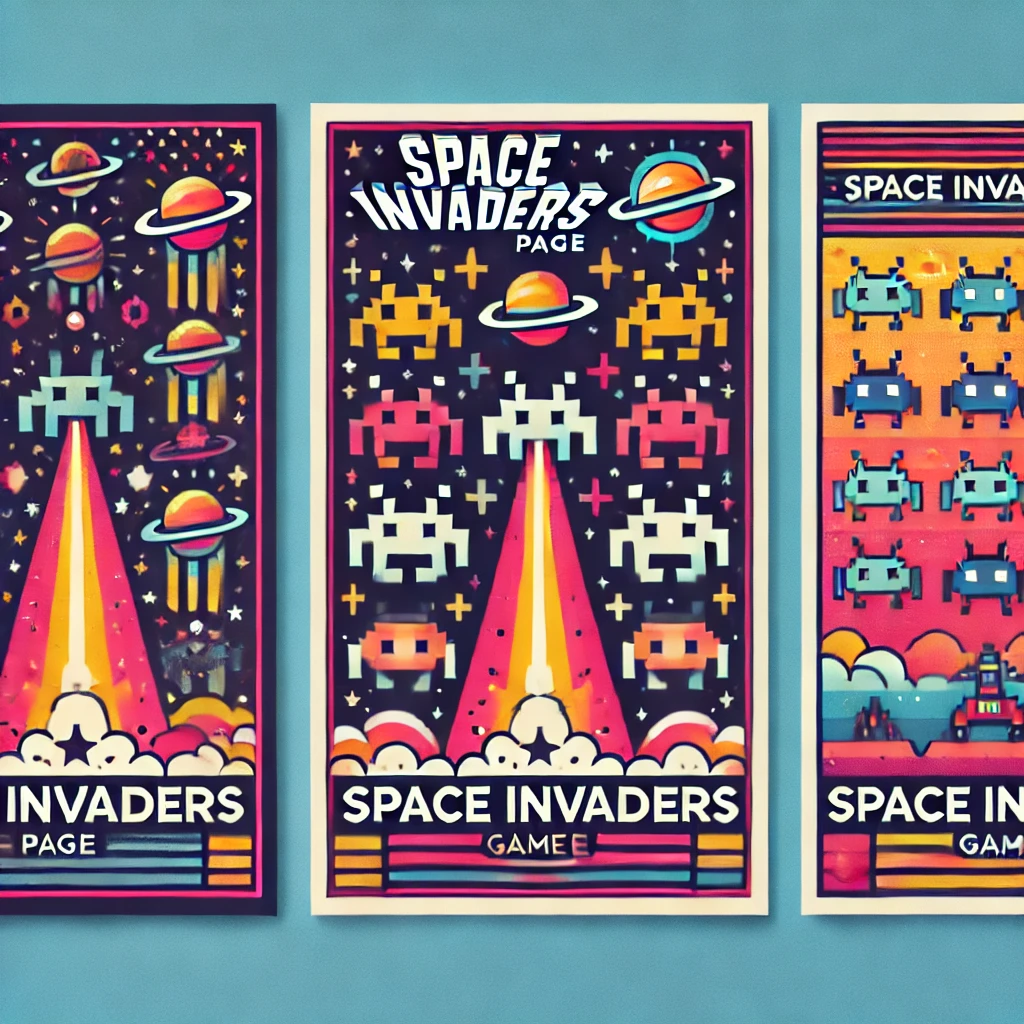 INVADERS
PAGE
SPACE
INVADERS
PAGE
SPACE INVADERS
GAMEE
SPACE INVA
SPACE IN
GAM